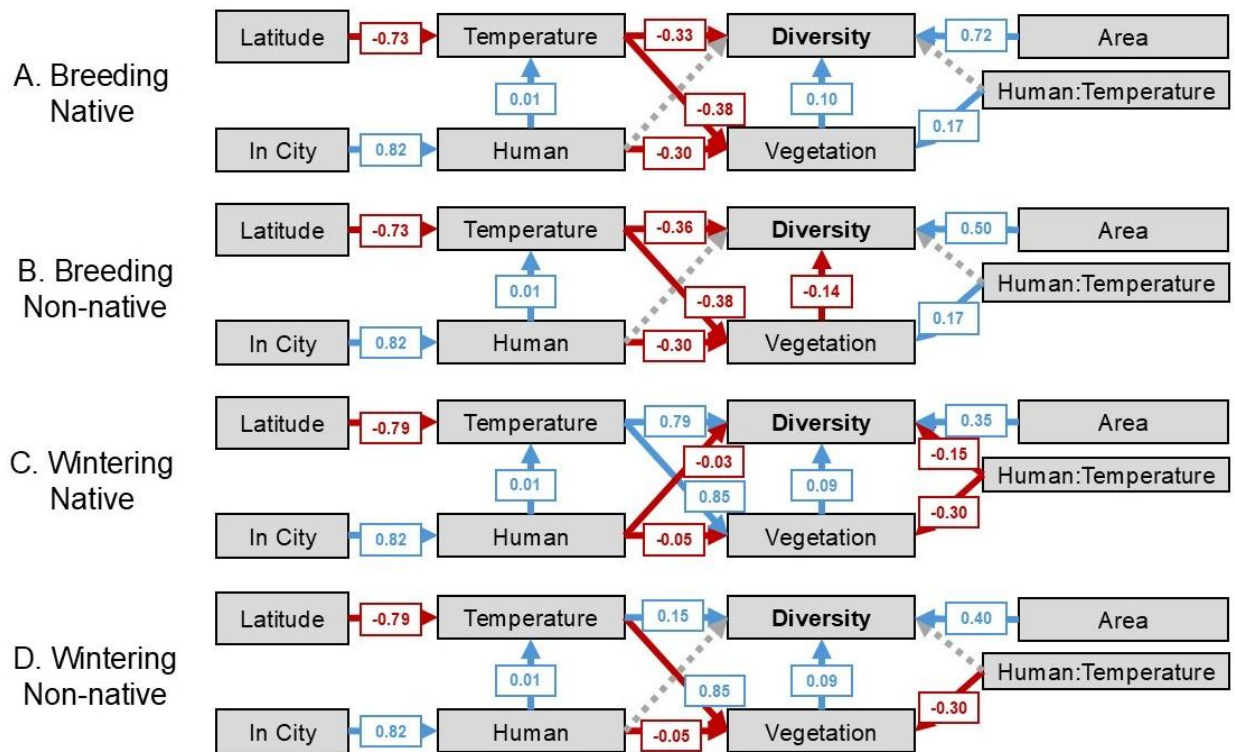 Latitude -0.73 Temperature -0.33 Diversity 0.72 Area
A. Breeding
Native
0.01 -0.38 0.10 Human:Temperature
0.17
In City 0.82 Human -0.30 Vegetation
Latitude -0.73 Temperature -0.36 Diversity 0.50 Area
B. Breeding
Non-native
0.01 -0.38 -0.14 Human:Temperature
0.17
In City 0.82 Human -0.30 Vegetation
Latitude -0.79 Temperature 0.79 Diversity 0.35 Area
C. Wintering
Native
-0.03 -0.15
0.01 0.85 0.09 Human:Temperature
-0.30
In City 0.82 Human -0.05 Vegetation
Latitude -0.79 Temperature 0.15 Diversity 0.40 Area
D. Wintering
Non-native
0.01 0.85 0.09 Human:Temperature
-0.30
In City 0.82 Human -0.05 Vegetation